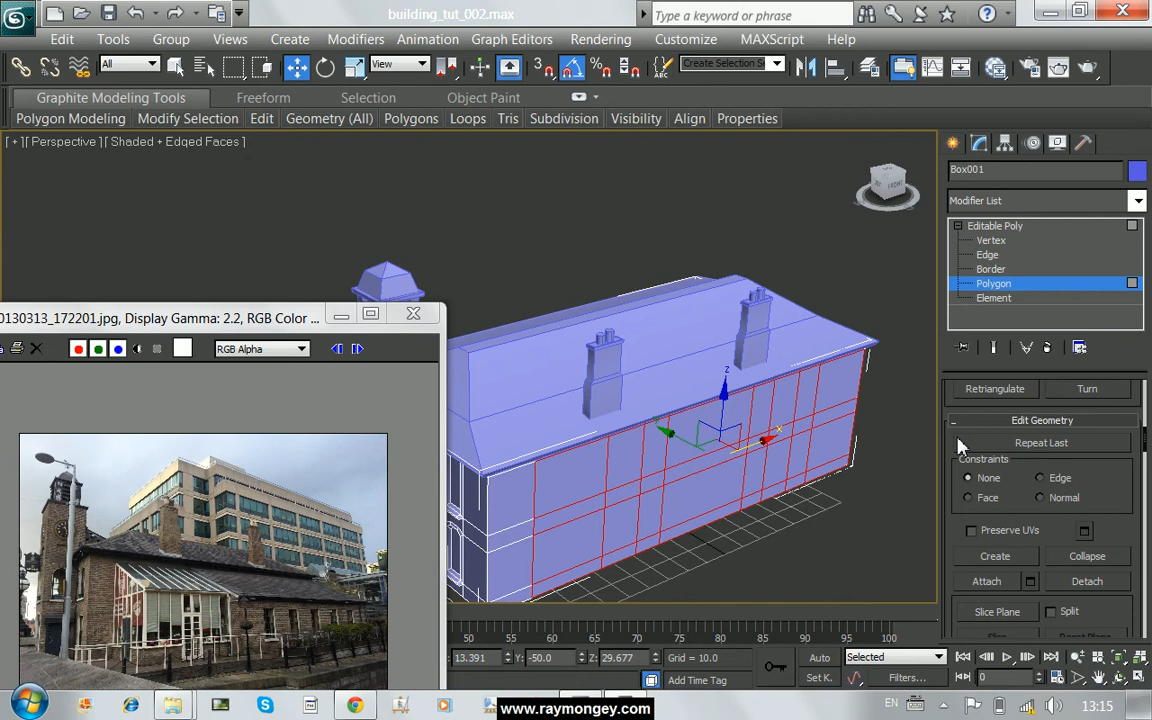 building_tut_002.max
Type a keyword or phrase
Edit Tools Group Views Create Modifiers Animation Graph Editors Rendering Customize MAXScript Help
All View Create Selection Se
Graphite Modeling Tools Freeform Selection Object Paint
Polygon Modeling Modify Selection Edit Geometry (All) Polygons Loops Tris Subdivision Visibility Align Properties
[ + ][ Perspective ][ Shaded + Edged Faces ]
FRONT
Box001
Modifier List
Editable Poly
Vertex
Edge
Border
Polygon
Element
z
x
0130313_172201.jpg, Display Gamma: 2.2, RGB Color ...
RGB Alpha
Retriangulate Turn
Edit Geometry
Repeat Last
Constraints
None Edge
Face Normal
Preserve UVs
Create Collapse
Attach Detach
Slice Plane Split
50 55 60 65 70 75 80 85 90 95 100
13.391 Y: -50.0 Z: 29.677 Grid = 10.0
Auto Selected
Add Time Tag Set K. Filters... 0
www.raymongey.com
EN 13:15